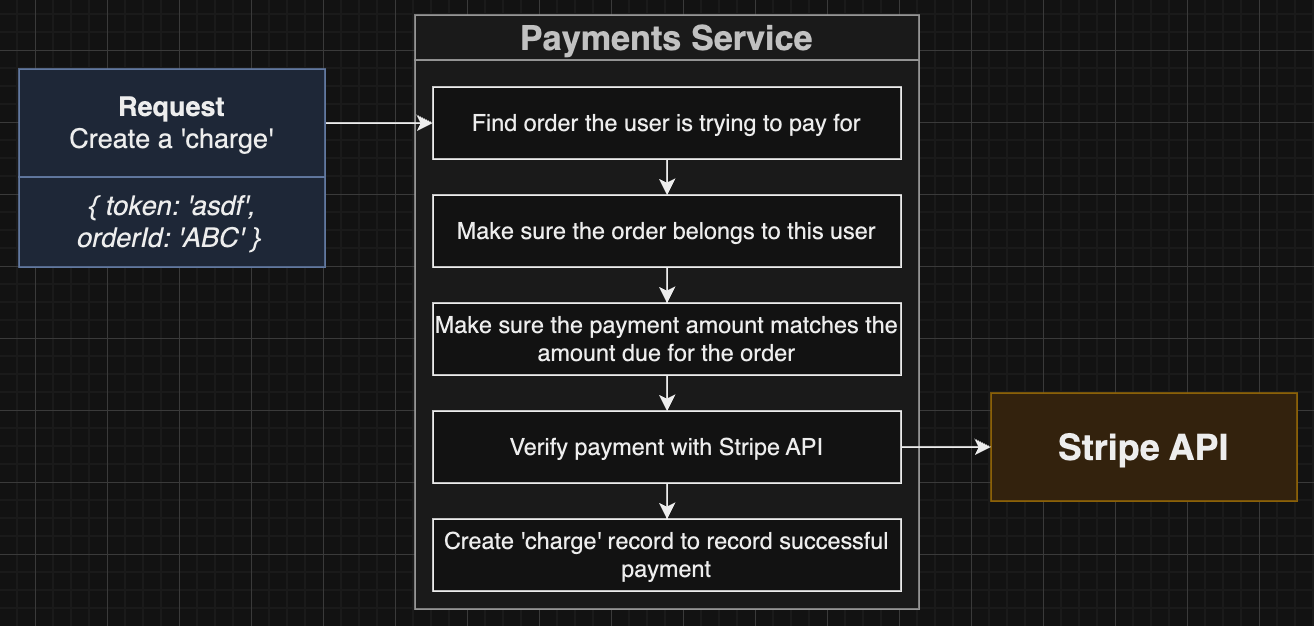 Payments Service
Request
Create a 'charge'
{ token: 'asdf',
orderId: 'ABC' }
Find order the user is trying to pay for
Make sure the order belongs to this user
Make sure the payment amount matches the
amount due for the order
Verify payment with Stripe API
Stripe API
Create 'charge' record to record successful
payment